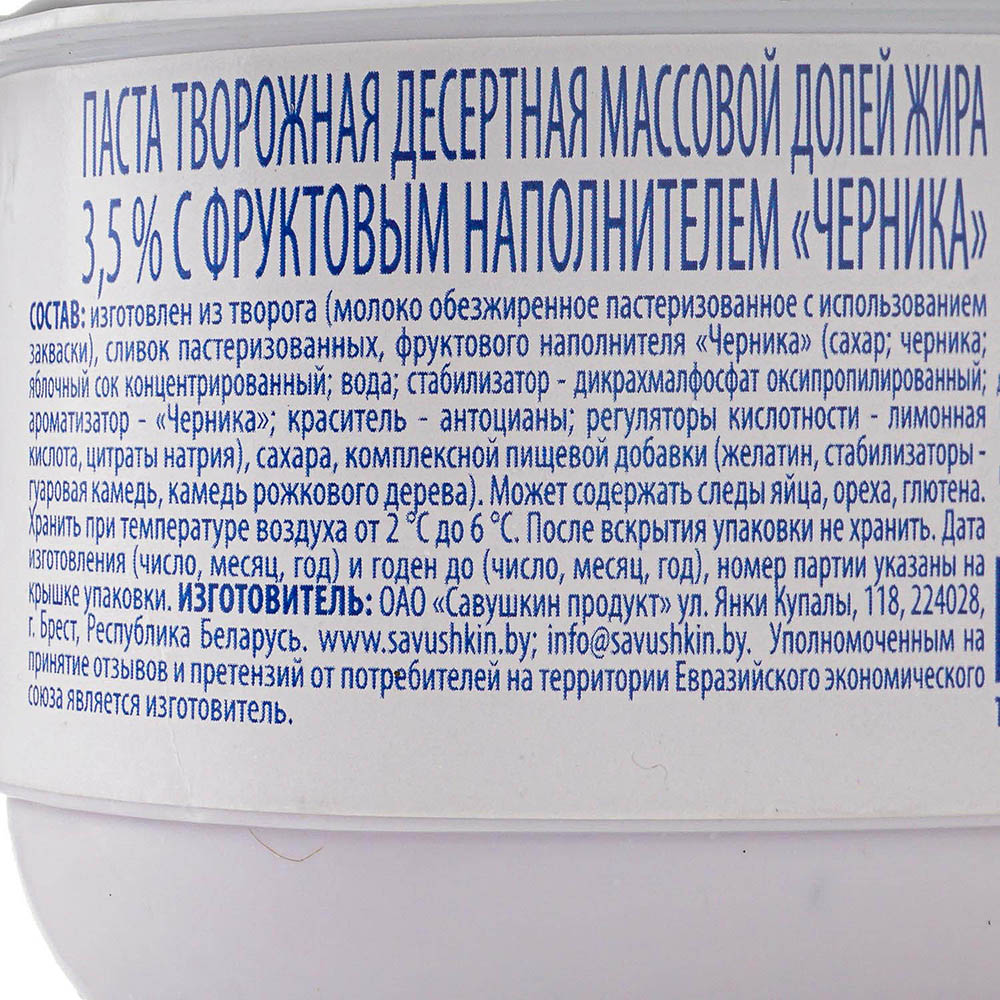 ПАСТА ТВОРОЖНАЯ ДЕСЕРТНАЯ МАССОВОЙ ДОЛЕЙ ЖИРА
3,5 % С ФРУКТОВЫМ НАПОЛНИТЕЛЕМ «ЧЕРНИКА»
СОСТАВ: изготовлен из творога (молоко обезжиренное пастеризованное с использованием
закваски), сливок пастеризованных, фруктового наполнителя «Черника» (сахар; черника;
яблочный сок концентрированный; вода; стабилизатор - дикрахмалфосфат оксипропилированный;
ароматизатор - «Черника»; краситель - антоцианы; регуляторы кислотности - лимонная
кислота, цитраты натрия), сахара, комплексной пищевой добавки (желатин, стабилизаторы -
гуаровая камедь, камедь рожкового дерева). Может содержать следы яйца, ореха, глютена.
Хранить при температуре воздуха от 2 °С до 6 °С. После вскрытия упаковки не хранить. Дата
изготовления (число, месяц, год) и годен до (число, месяц, год), номер партии указаны на
крышке упаковки. ИЗГОТОВИТЕЛЬ: ОАО «Савушкин продукт» ул. Янки Купалы, 118, 224028,
г. Брест, Республика Беларусь. www.savushkin.by; info@savushkin.by. Уполномоченным на
принятие отзывов и претензий от потребителей на территории Евразийского экономического
союза является изготовитель.